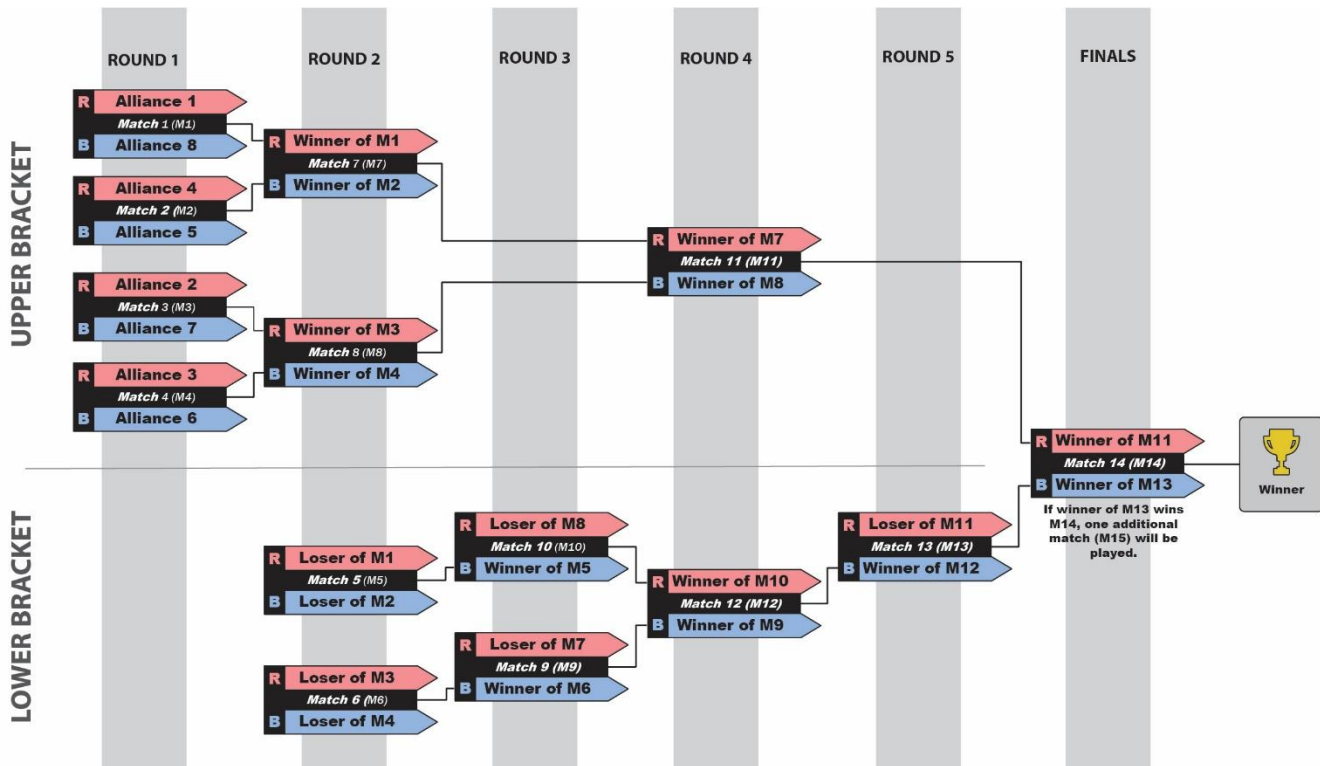 ROUND 1
ROUND 2
ROUND 3
ROUND 4
ROUND 5
FINALS
UPPER BRACKET
R Alliance 1
Match 1 (M1)
B Alliance 8
R Alliance 4
Match 2 (M2)
B Alliance 5
R Alliance 2
Match 3 (M3)
B Alliance 7
R Alliance 3
Match 4 (M4)
B Alliance 6
R Winner of M1
Match 7 (M7)
B Winner of M2
R Winner of M3
Match 8 (M8)
B Winner of M4
R Winner of M7
Match 11 (M11)
B Winner of M8
R Winner of M11
Match 14 (M14)
B Winner of M13
If winner of M13 wins
M14, one additional
match (M15) will be
played.
Winner
LOWER BRACKET
R Loser of M1
Match 5 (M5)
B Loser of M2
R Loser of M3
Match 6 (M6)
B Loser of M4
R Loser of M8
Match 10 (M10)
B Winner of M5
R Loser of M7
Match 9 (M9)
B Winner of M6
R Winner of M10
Match 12 (M12)
B Winner of M9
R Loser of M11
Match 13 (M13)
B Winner of M12